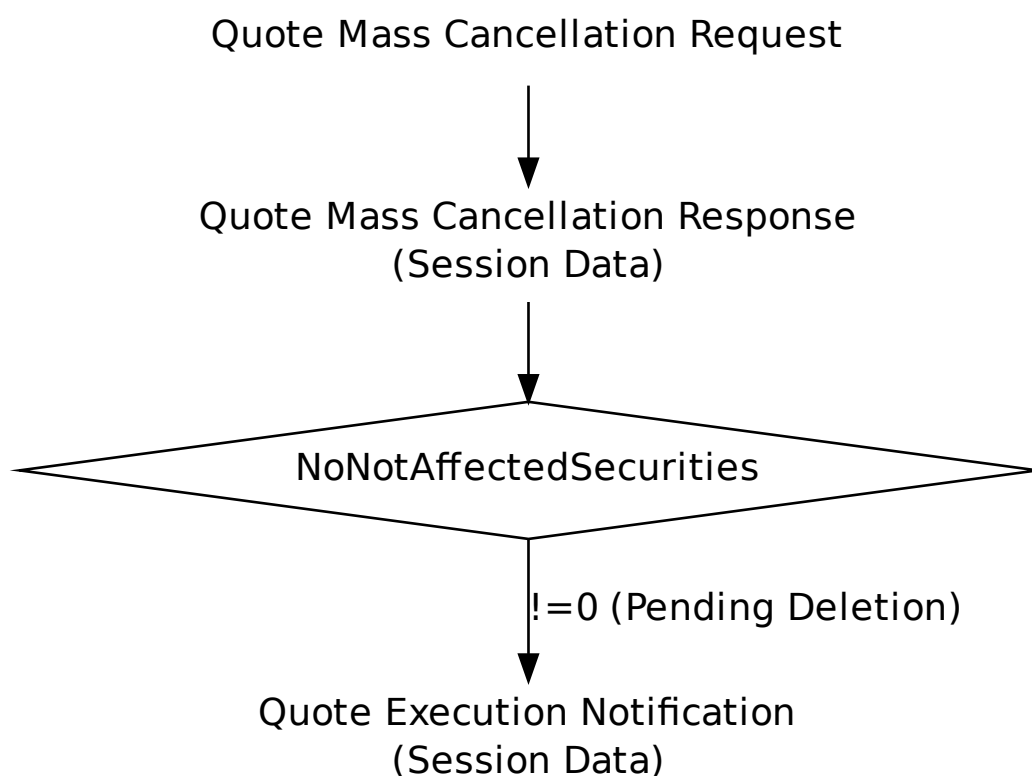 Quote Mass Cancellation Request
Quote Mass Cancellation Response
(Session Data)
NoNotAffectedSecurities
!=0 (Pending Deletion)
Quote Execution Notification
(Session Data)